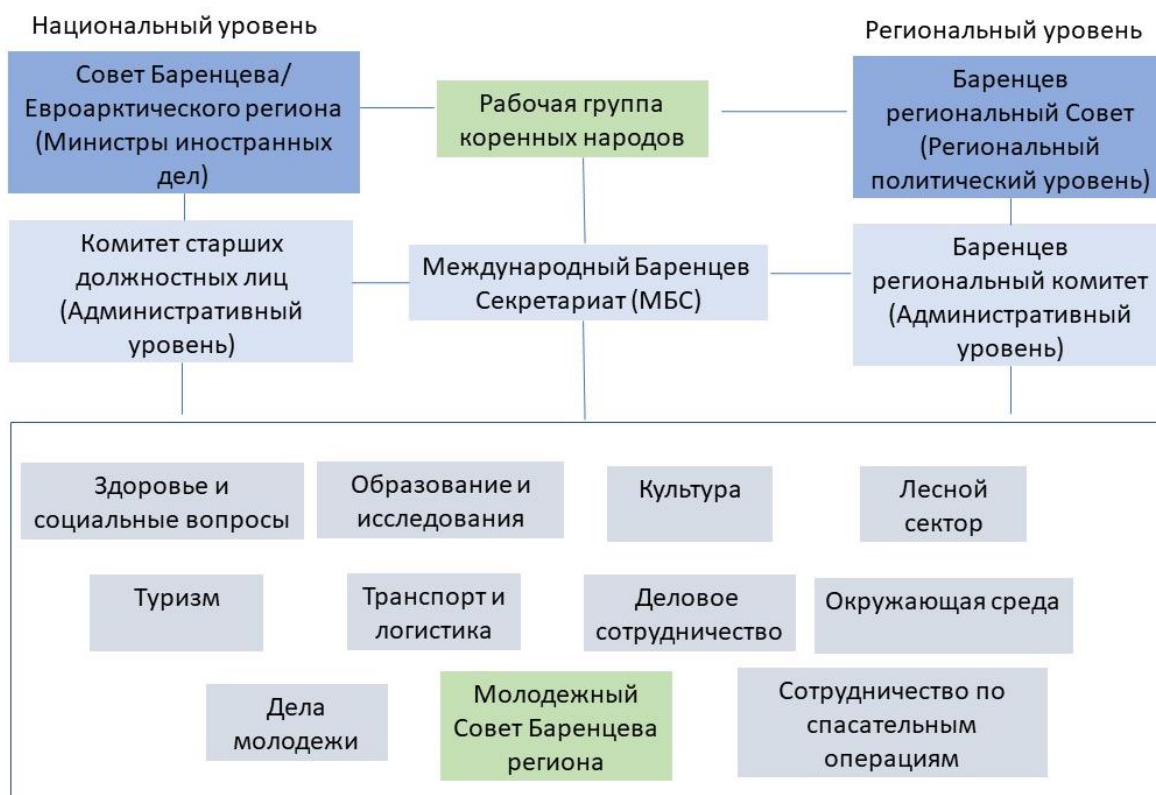 Национальный уровень
Региональный уровень
Совет Баренцева/
Евроарктического региона
(Министры иностранных
дел)
Рабочая группа
коренных народов
Баренцев
региональный Совет
(Региональный
политический уровень)
Комитет старших
должностных лиц
(Административный
уровень)
Международный Баренцев
Секретариат (МБС)
Баренцев
региональный комитет
(Административный
уровень)
Здоровье и
социальные вопросы
Образование и
исследования
Культура
Лесной
сектор
Туризм
Транспорт и
логистика
Деловое
сотрудничество
Окружающая среда
Дела
молодежи
Молодежный
Совет Баренцева
региона
Сотрудничество по
спасательным
операциям